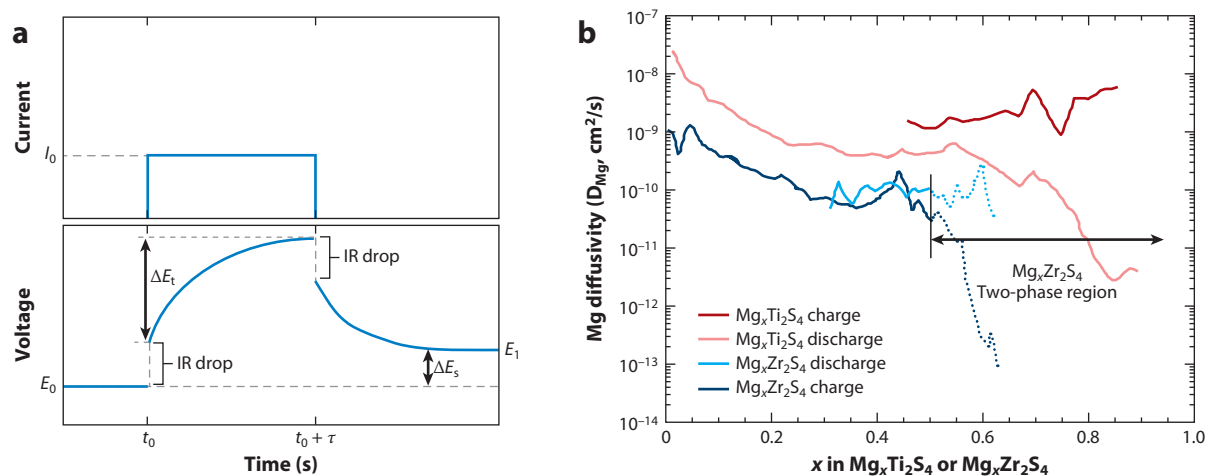 a
Current
I₀
Voltage
ΔEₜ
IR drop
IR drop
E₀
E₁
ΔEₛ
t₀
t₀ + τ
Time (s)
b
Mg diffusivity (D_Mg, cm²/s)
10⁻⁷
10⁻⁸
10⁻⁹
10⁻¹⁰
10⁻¹¹
10⁻¹²
10⁻¹³
10⁻¹⁴
MgₓZr₂S₄
Two-phase region
MgₓTi₂S₄ charge
MgₓTi₂S₄ discharge
MgₓZr₂S₄ discharge
MgₓZr₂S₄ charge
0 0.2 0.4 0.6 0.8 1.0
x in MgₓTi₂S₄ or MgₓZr₂S₄